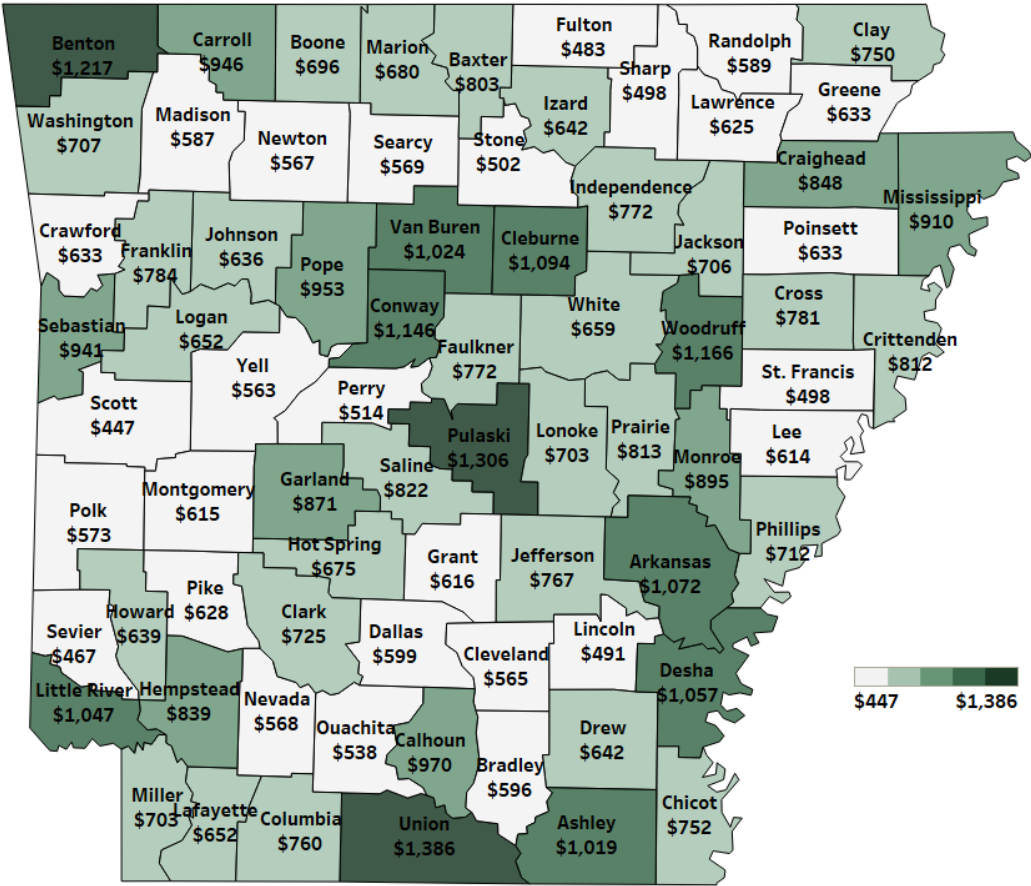 Benton
$1,217
Carroll
$946
Boone
$696
Marion
$680
Baxter
$803
Fulton
$483
Sharp
$498
Randolph
$589
Clay
$750
Greene
$633
Lawrence
$625
Izard
$642
Washington
$707
Madison
$587
Newton
$567
Searcy
$569
Stone
$502
Independence
$772
Craighead
$848
Mississippi
$910
Crawford
$633
Franklin
$784
Johnson
$636
Pope
$953
Van Buren
$1,024
Cleburne
$1,094
Jackson
$706
Poinsett
$633
Sebastian
$941
Logan
$652
Conway
$1,146
White
$659
Woodruff
$1,166
Cross
$781
Crittenden
$812
Faulkner
$772
Yell
$563
Perry
$514
St. Francis
$498
Scott
$447
Pulaski
$1,306
Lonoke
$703
Prairie
$813
Monroe
$895
Lee
$614
Polk
$573
Montgomery
$615
Garland
$871
Saline
$822
Phillips
$712
Hot Spring
$675
Grant
$616
Jefferson
$767
Arkansas
$1,072
Howard
$639
Pike
$628
Clark
$725
Sevier
$467
Dallas
$599
Cleveland
$565
Lincoln
$491
Desha
$1,057
Little River
$1,047
Hempstead
$839
Nevada
$568
Ouachita
$538
Calhoun
$970
Bradley
$596
Drew
$642
Miller
$703
Lafayette
$652
Columbia
$760
Union
$1,386
Ashley
$1,019
Chicot
$752
$447 $1,386